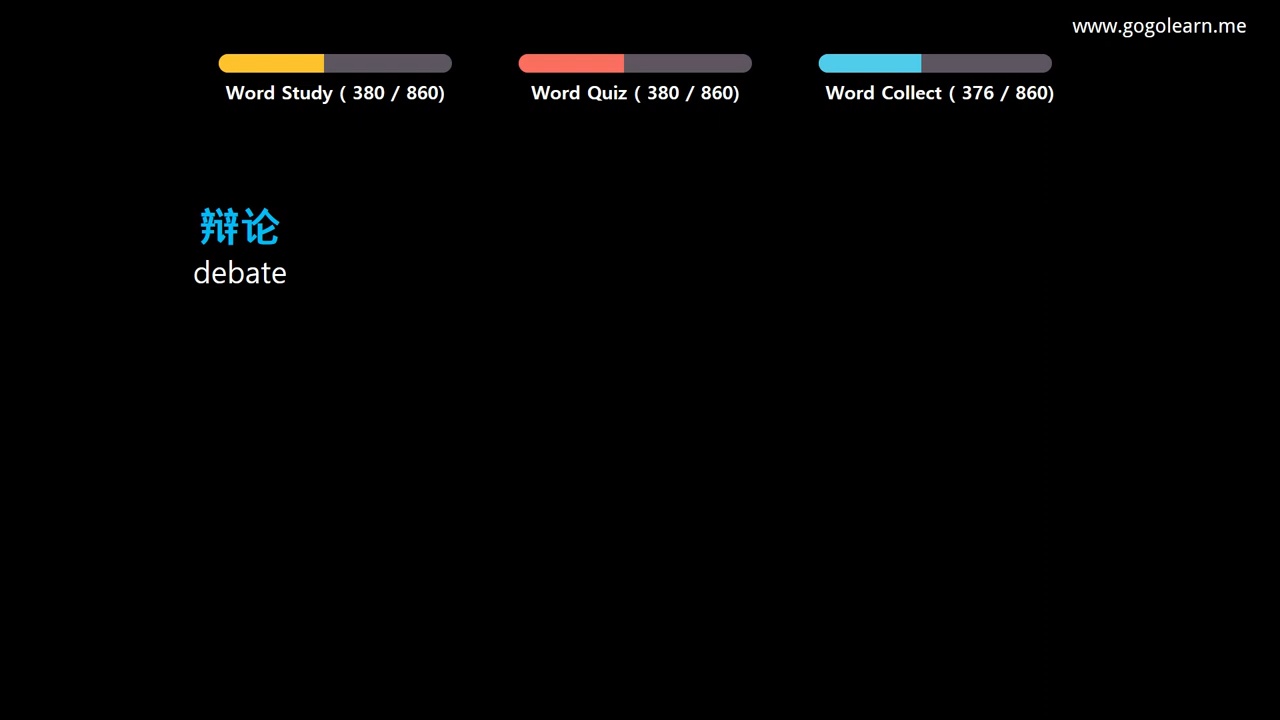 www.gogolearn.me
Word Study ( 380 / 860)
Word Quiz ( 380 / 860)
Word Collect ( 376 / 860)
辩论
debate